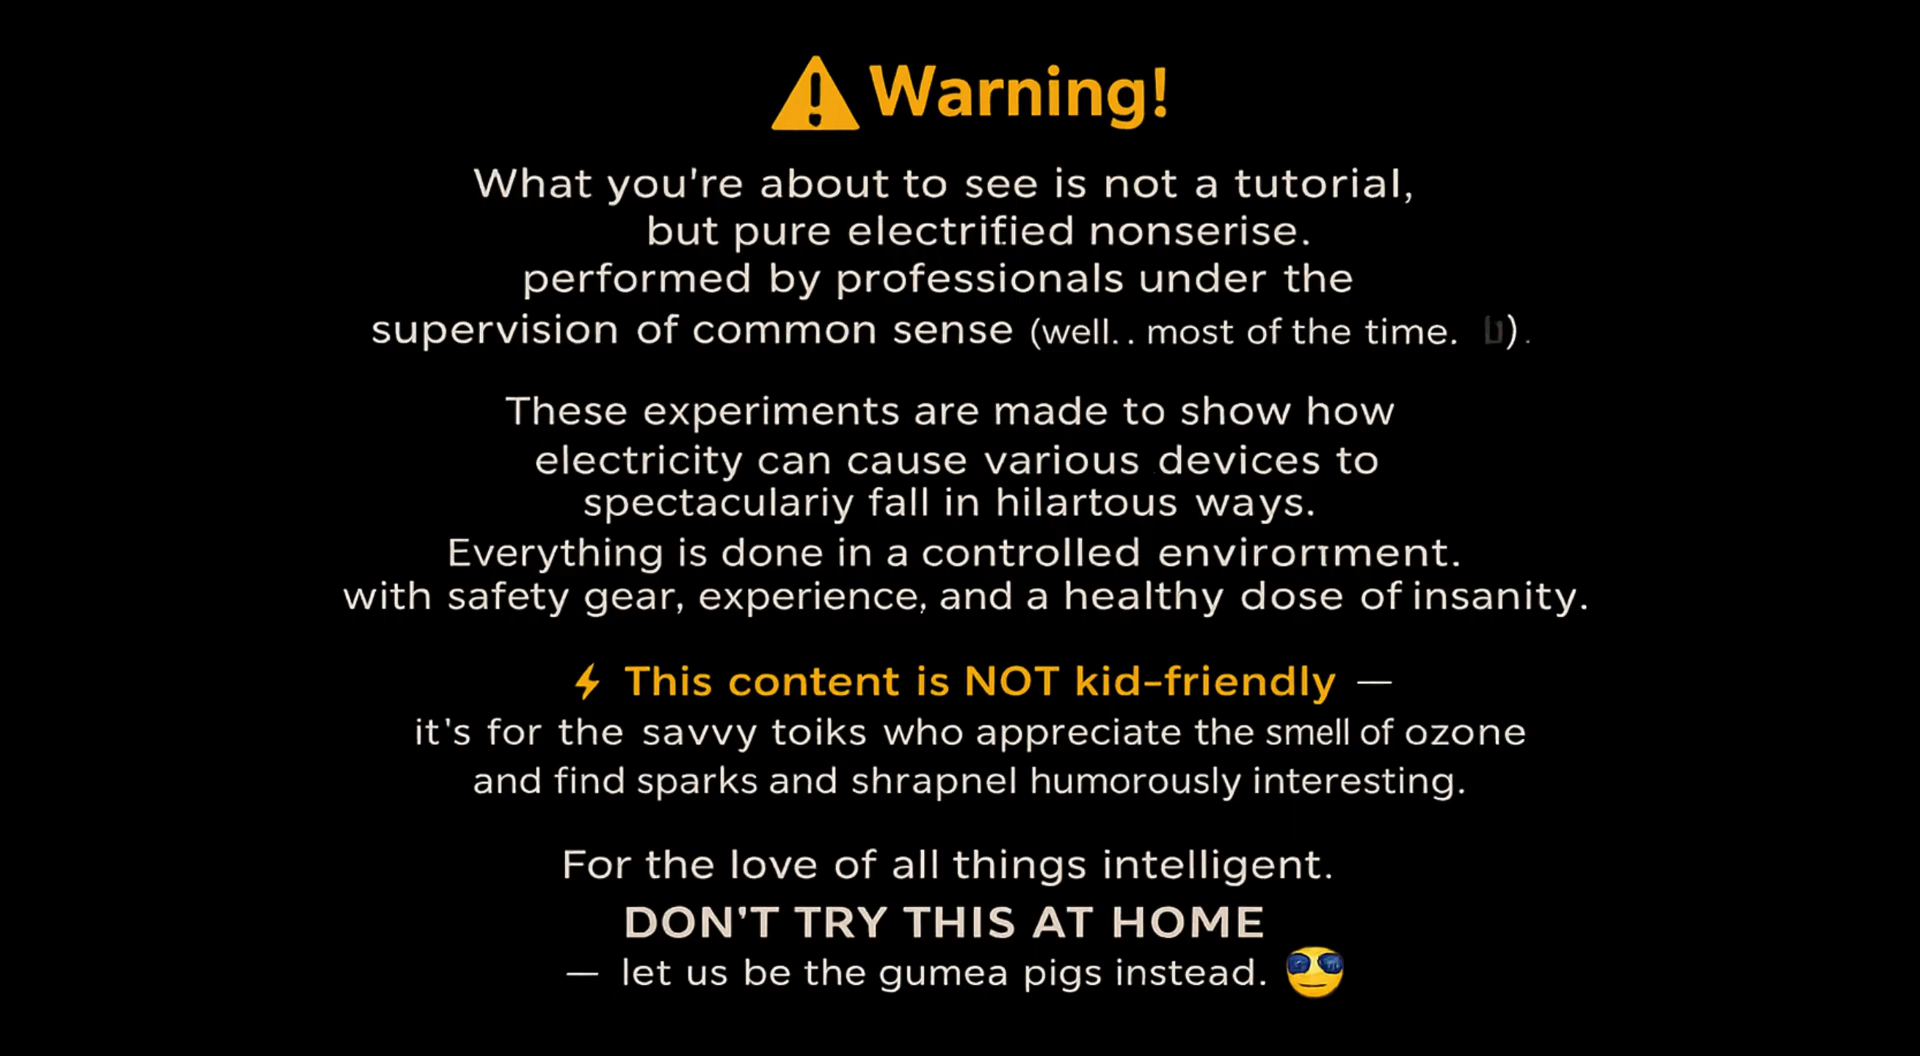 Warning!
What you're about to see is not a tutorial,
but pure electrified nonserise.
performed by professionals under the
supervision of common sense (well. . most of the time. ).
These experiments are made to show how
electricity can cause various devices to
spectaculariy fall in hilartous ways.
Everything is done in a controlled envirorıment.
with safety gear, experience, and a healthy dose of insanity.
This content is NOT kid-friendly —
it's for the savvy toiks who appreciate the smell of ozone
and find sparks and shrapnel humorously interesting.
For the love of all things intelligent.
DON'T TRY THIS AT HOME
— let us be the gumea pigs instead.